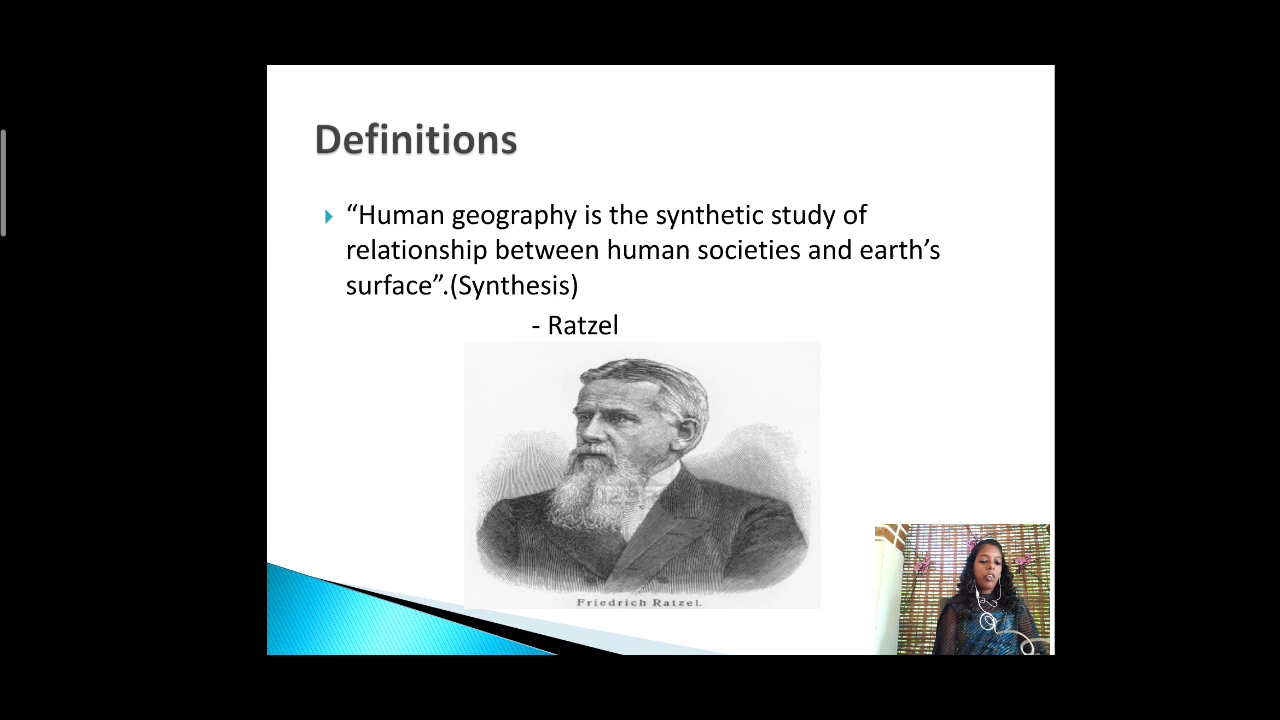 Definitions
“Human geography is the synthetic study of
relationship between human societies and earth’s
surface”.(Synthesis)
- Ratzel
Friedrich Ratzel.